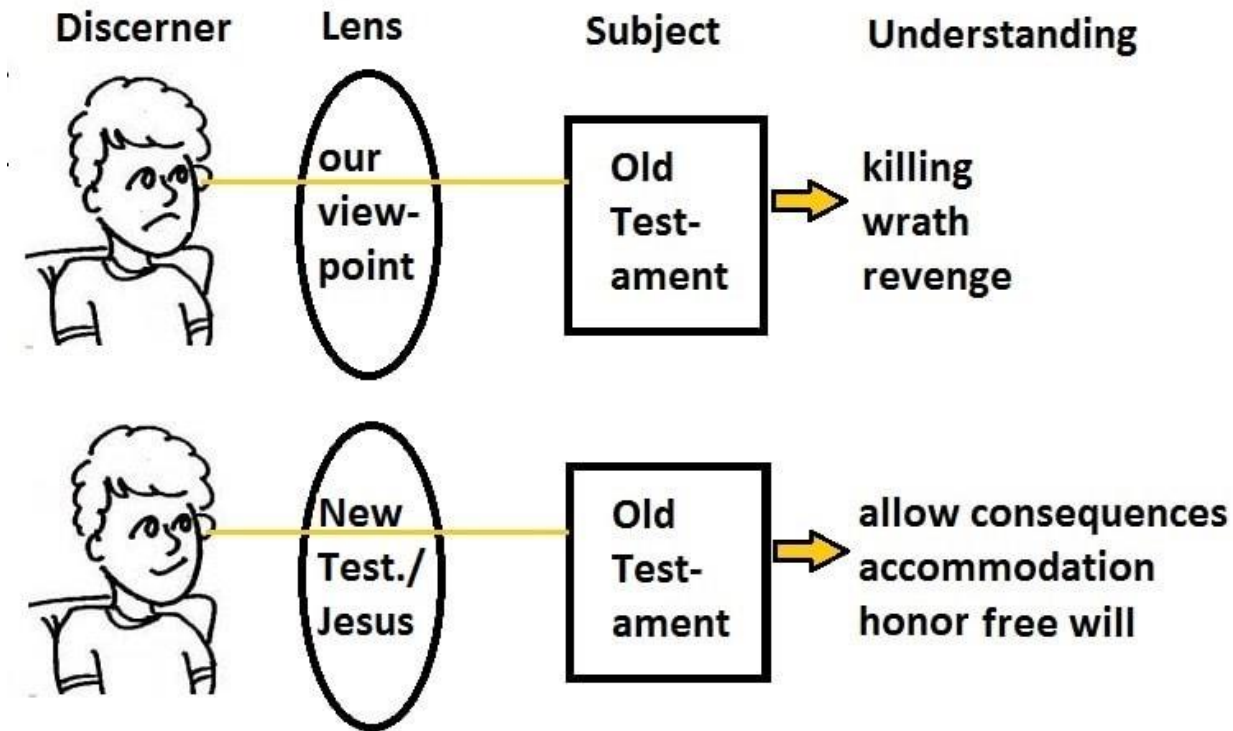 Discerner Lens Subject Understanding
our
view-
point
Old
Test-
ament
killing
wrath
revenge
New
Test./
Jesus
Old
Test-
ament
allow consequences
accommodation
honor free will